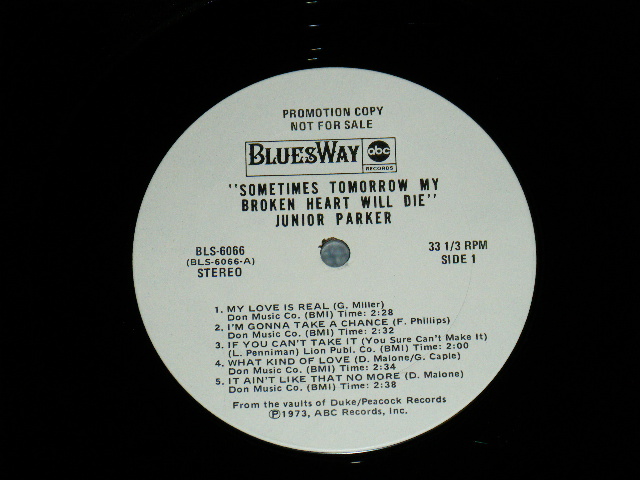 PROMOTION COPY
NOT FOR SALE
BLUESWAY abc
RECORDS
"SOMETIMES TOMORROW MY
BROKEN HEART WILL DIE"
JUNIOR PARKER
BLS-6066
(BLS-6066-A)
STEREO
33 1/3 RPM
SIDE 1
1. MY LOVE IS REAL (G. Miller)
Don Music Co. (BMI) Time: 2:28
2. I'M GONNA TAKE A CHANCE (F. Phillips)
Don Music Co. (BMI) Time: 2:32
3. IF YOU CAN'T TAKE IT (You Sure Can't Make It)
(L. Penniman) Lion Publ. Co. (BMI) Time: 2:00
4. WHAT KIND OF LOVE (D. Malone/G. Caple)
Don Music Co. (BMI) Time: 2:34
5. IT AIN'T LIKE THAT NO MORE (D. Malone)
Don Music Co. (BMI) Time: 2:38
From the vaults of Duke/Peacock Records
Ⓟ1973, ABC Records, Inc.